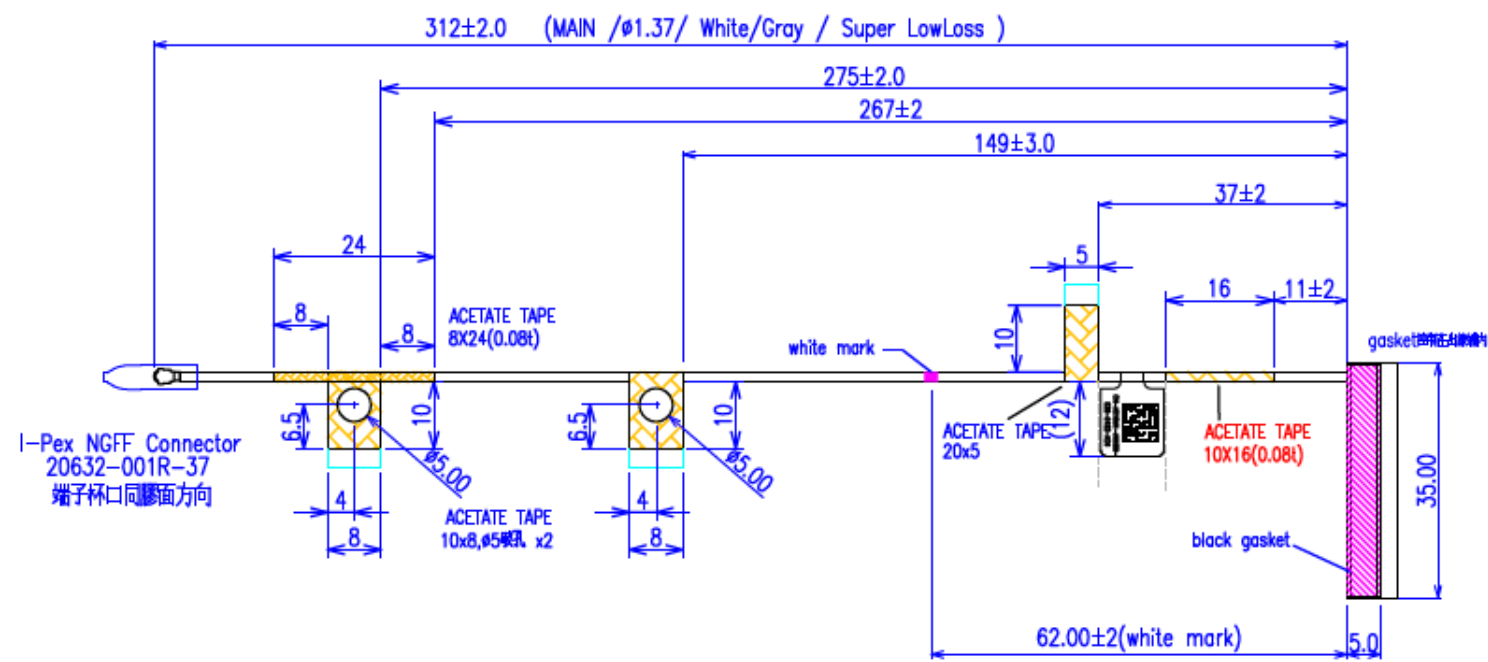 312±2.0 (MAIN /ø1.37/ White/Gray / Super LowLoss )
275±2.0
267±2
149±3.0
37±2
24
5
16
11±2
8
8
ACETATE TAPE
8X24(0.08t)
10
white mark
gasket
6.5
10
6.5
10
(12)
ACETATE TAPE
20x5
ACETATE TAPE
10X16(0.08t)
I-Pex NGFF Connector
20632-001R-37
端子杯口同膠面方向
ø5.00
ø5.00
35.00
4
4
ACETATE TAPE
10x8,ø5 孔 x2
8
8
black gasket
62.00±2(white mark)
5.0